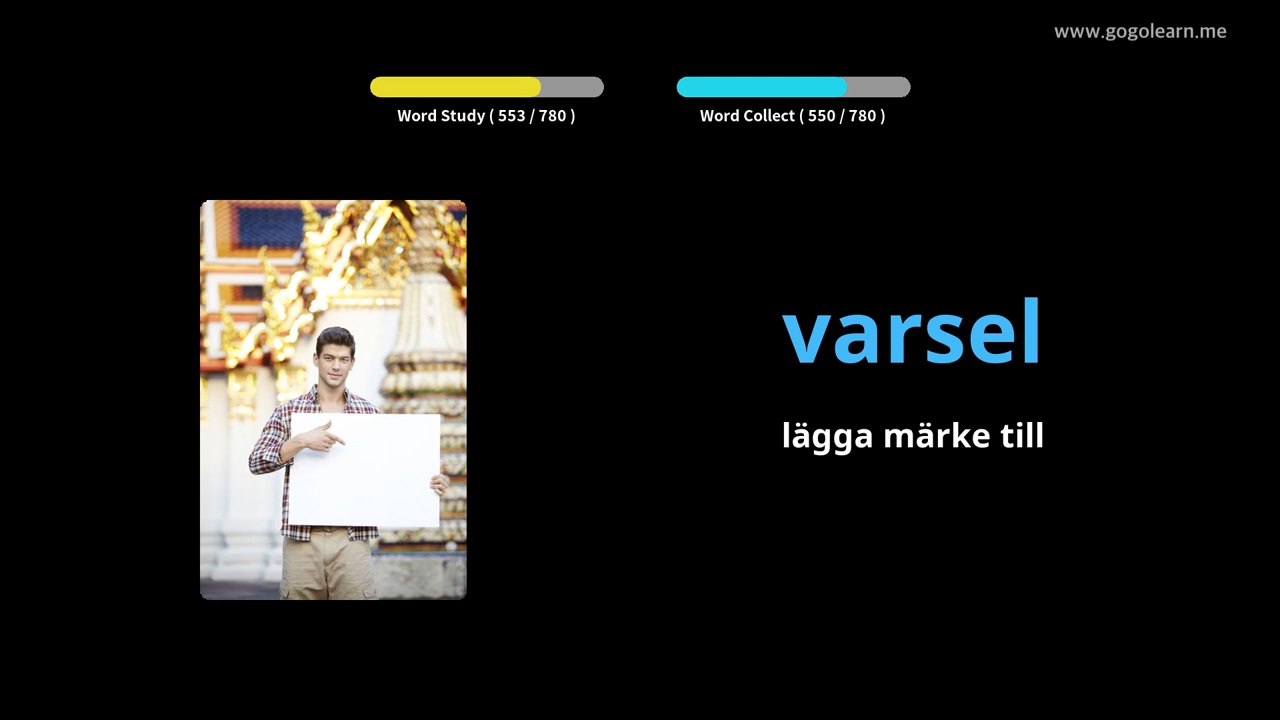 www.gogolearn.me
Word Study ( 553 / 780 )
Word Collect ( 550 / 780 )
varsel
lägga märke till